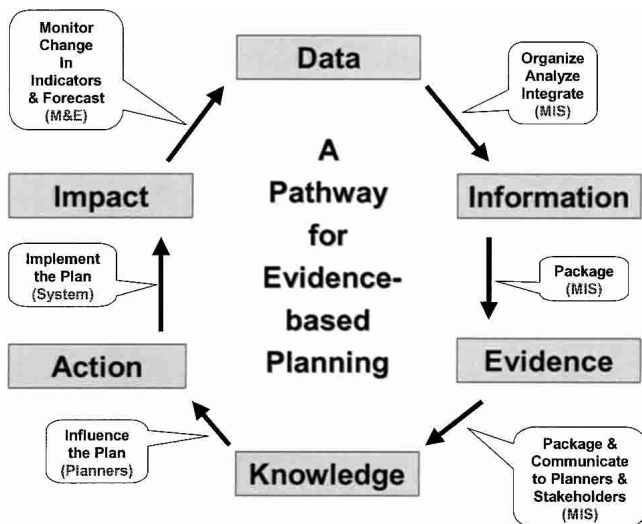 Monitor
Change
In
Indicators
& Forecast
(M&E)
Data
Organize
Analyze
Integrate
(MIS)
Impact
A
Pathway
for
Evidence-
based
Planning
Information
Implement
the Plan
(System)
Package
(MIS)
Action
Evidence
Influence
the Plan
(Planners)
Knowledge
Package &
Communicate
to Planners &
Stakeholders
(MIS)